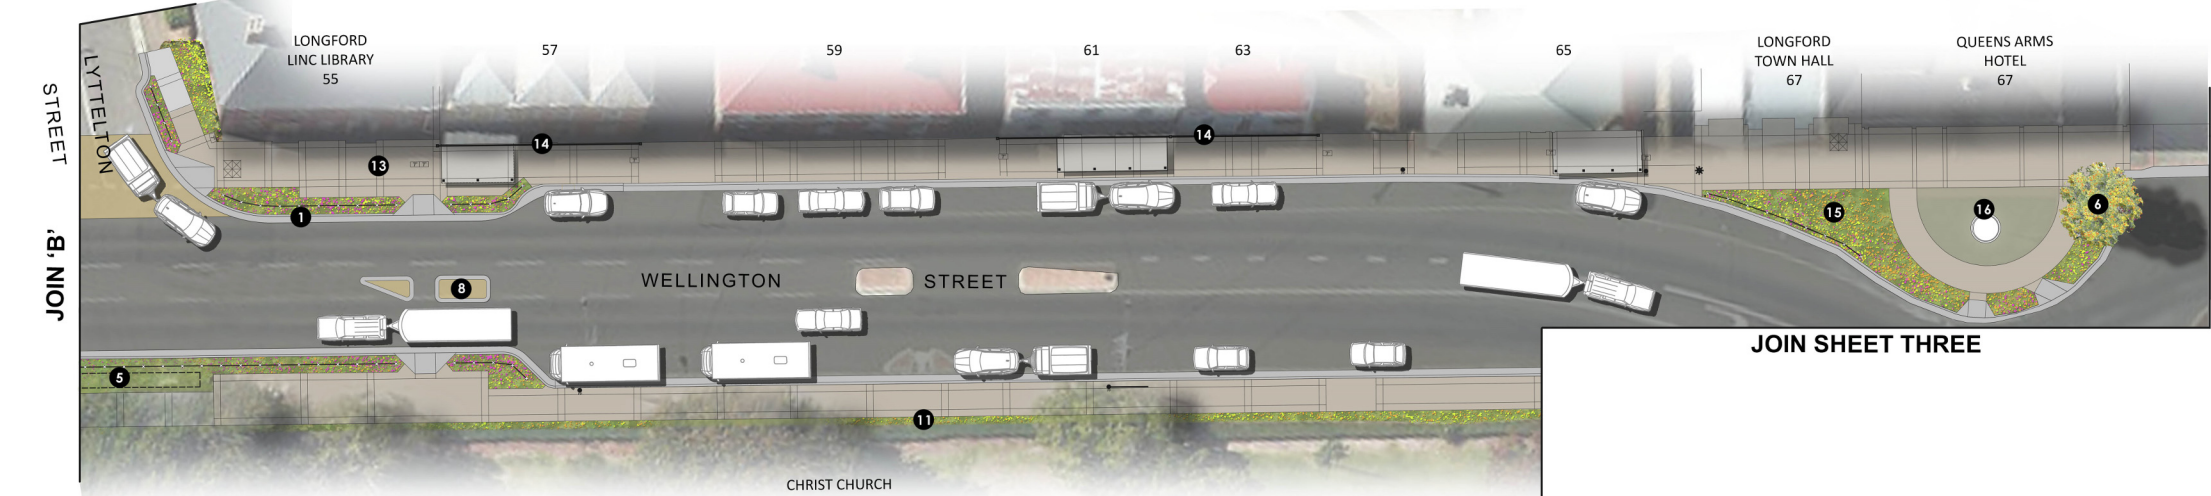 LONGFORD
LINC LIBRARY
55
57
59
61
63
65
LONGFORD
TOWN HALL
67
QUEENS ARMS
HOTEL
67
LYTTELTON
STREET
14
14
13
1
15
16
6
JOIN 'B'
8
WELLINGTON STREET
JOIN SHEET THREE
5
11
CHRIST CHURCH